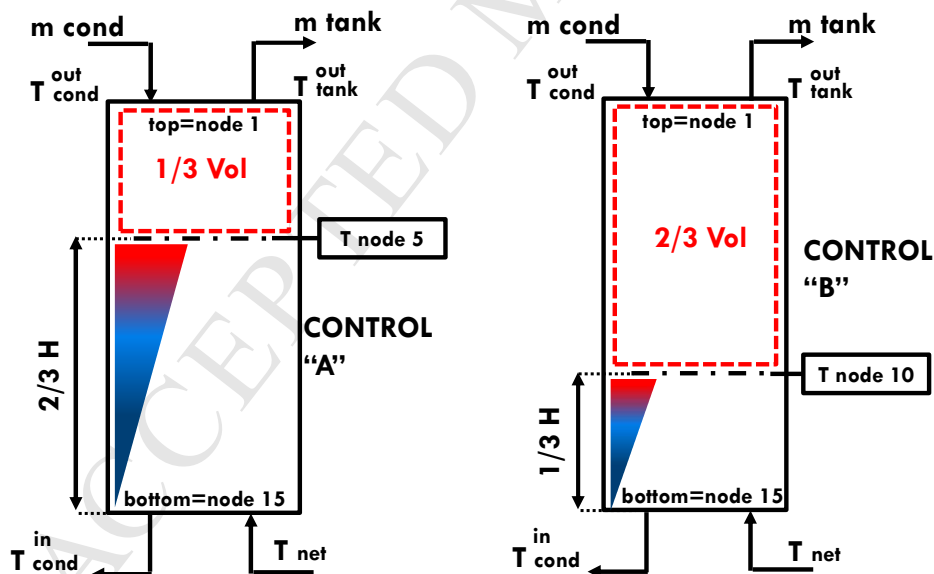 m cond
m tank
T out cond
T out tank
top=node 1
1/3 Vol
T node 5
2/3 H
CONTROL
“A”
bottom=node 15
T in cond
T net
m cond
m tank
T out cond
T out tank
top=node 1
2/3 Vol
CONTROL
“B”
T node 10
1/3 H
bottom=node 15
T in cond
T net
ACCEPTED M